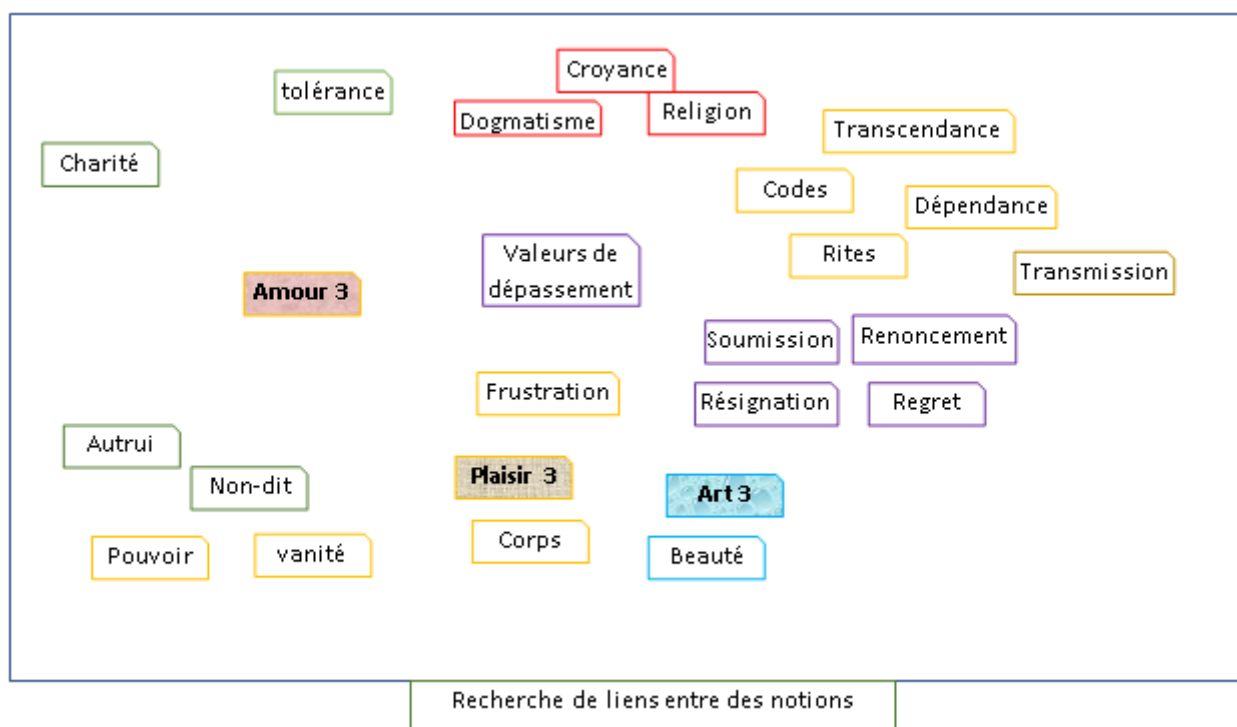 Croyance
tolérance
Dogmatisme
Religion
Transcendance
Charité
Codes
Dépendance
Valeurs de
dépassement
Rites
Transmission
Amour 3
Soumission
Renoncement
Frustration
Résignation
Regret
Autrui
Non-dit
Plaisir 3
Art 3
Pouvoir
vanité
Corps
Beauté
Recherche de liens entre des notions